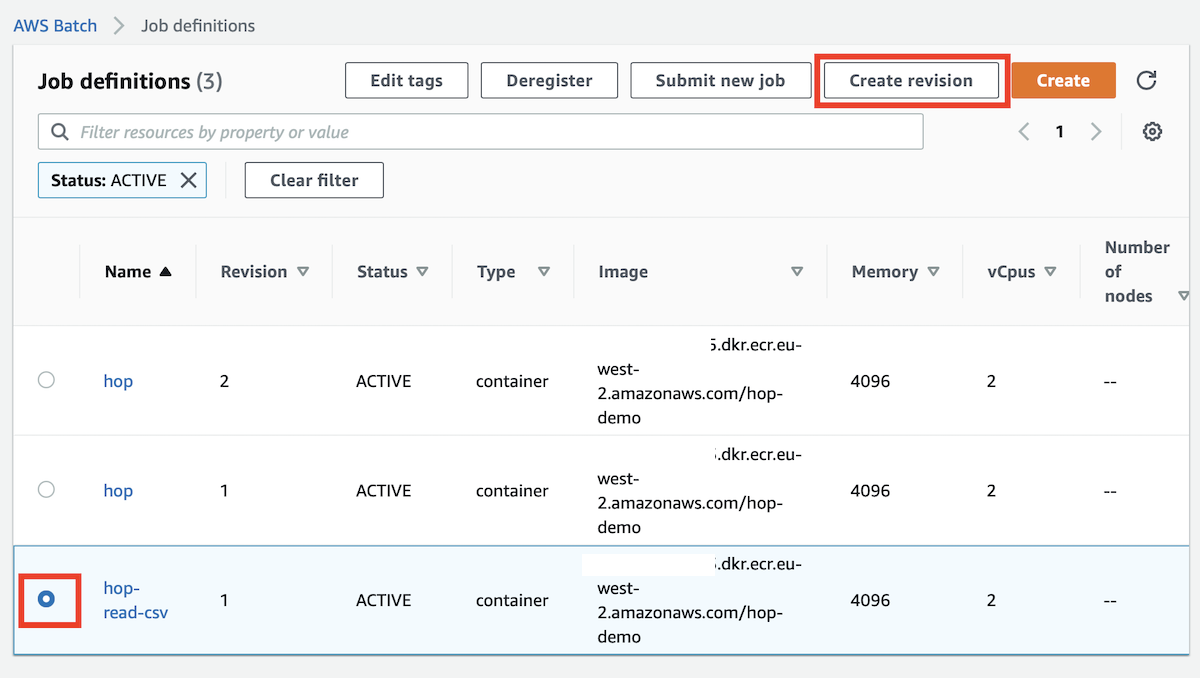 AWS Batch > Job definitions
Job definitions (3)
Edit tags
Deregister
Submit new job
Create revision
Create
Filter resources by property or value
1
Status: ACTIVE
Clear filter
Name
Revision
Status
Type
Image
Memory
vCpus
Number
of
nodes
hop
2
ACTIVE
container
5.dkr.ecr.eu-
west-
2.amazonaws.com/hop-
demo
4096
2
--
hop
1
ACTIVE
container
.dkr.ecr.eu-
west-
2.amazonaws.com/hop-
demo
4096
2
--
hop-
read-csv
1
ACTIVE
container
.dkr.ecr.eu-
west-
2.amazonaws.com/hop-
demo
4096
2
--